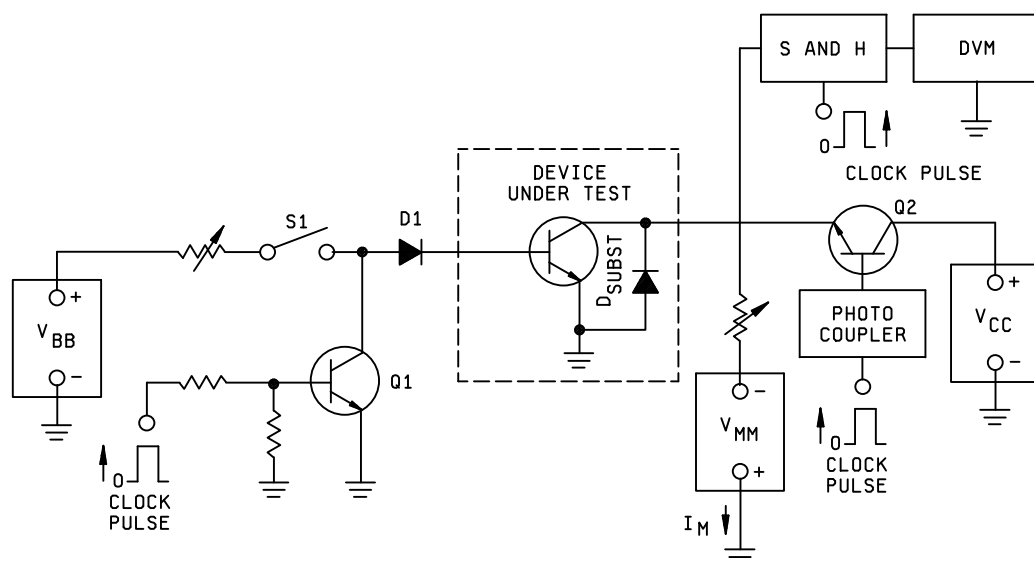 S AND H
DVM
0
CLOCK PULSE
DEVICE
UNDER TEST
Q2
S1
D1
D SUBST
+
V BB
-
PHOTO
COUPLER
+
V CC
-
Q1
-
V MM
+
0
CLOCK
PULSE
0
CLOCK
PULSE
I M